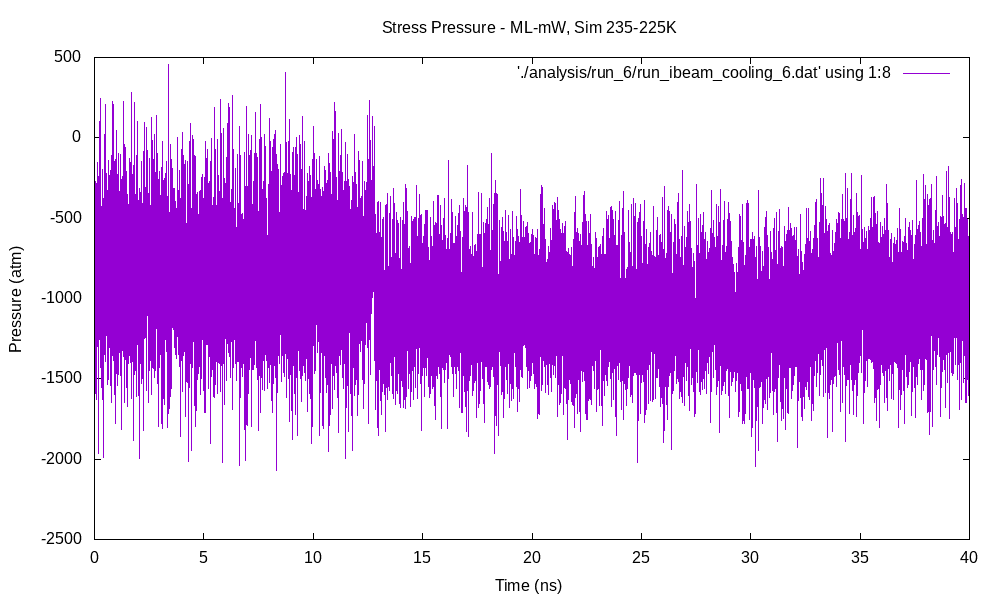 Stress Pressure - ML-mW, Sim 235-225K
'./analysis/run_6/run_ibeam_cooling_6.dat' using 1:8
500
0
-500
-1000
-1500
-2000
-2500
Pressure (atm)
0 5 10 15 20 25 30 35 40
Time (ns)